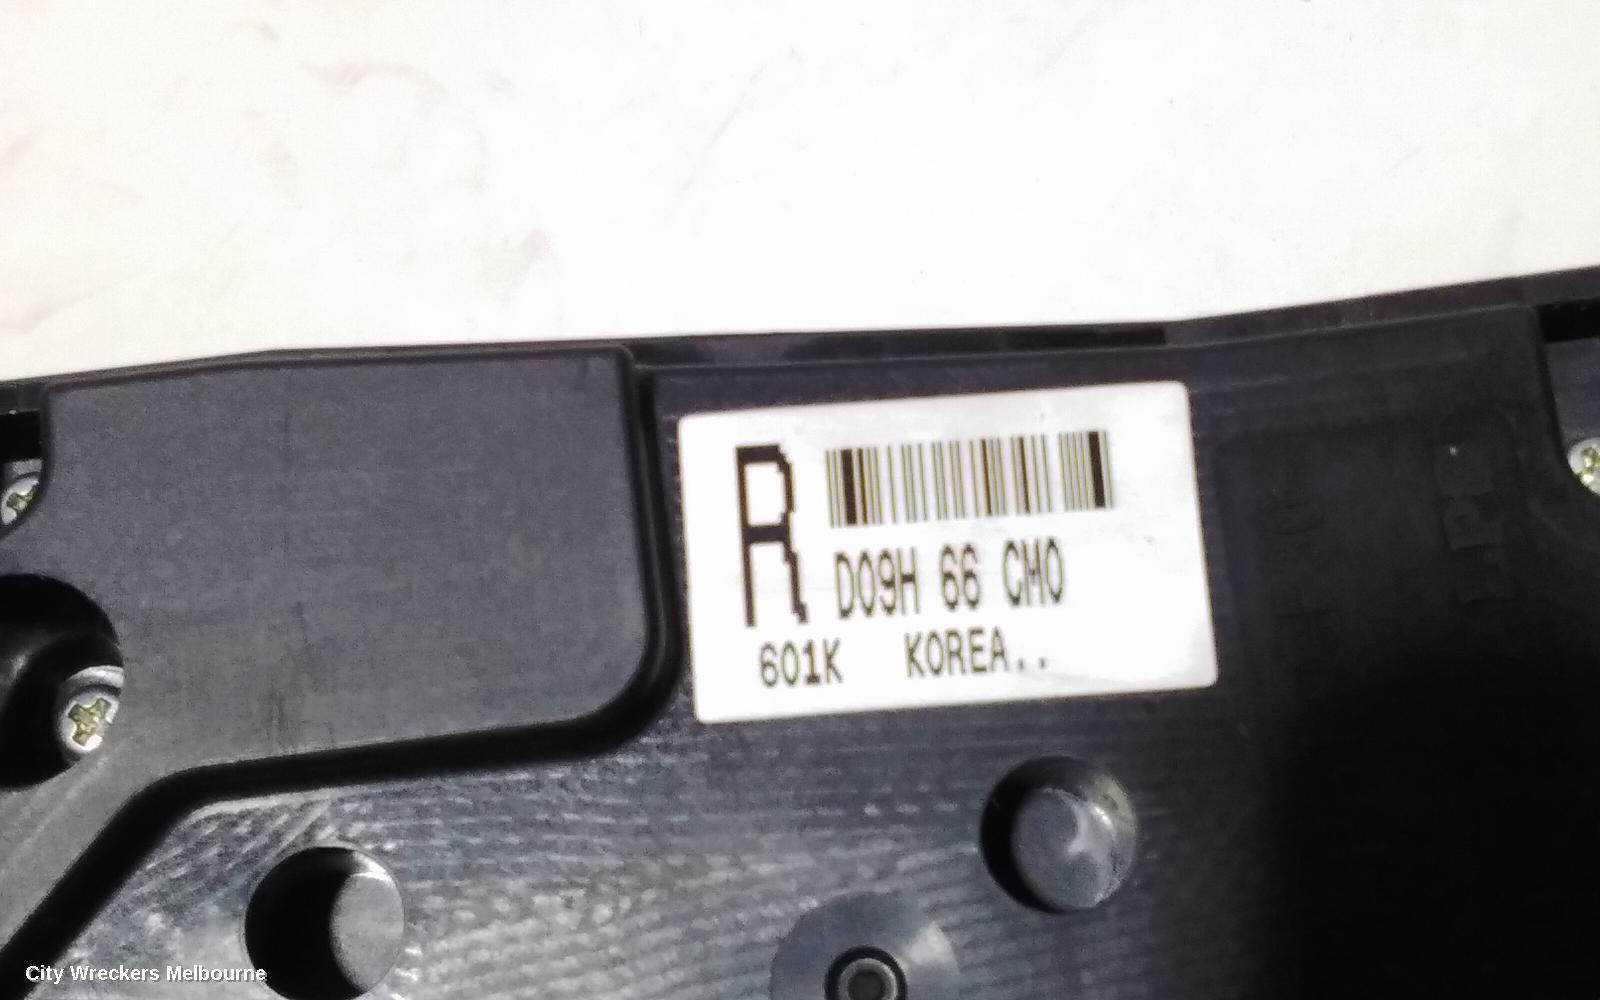 R
D09H 66 CM0
601K KOREA..
City Wreckers Melbourne